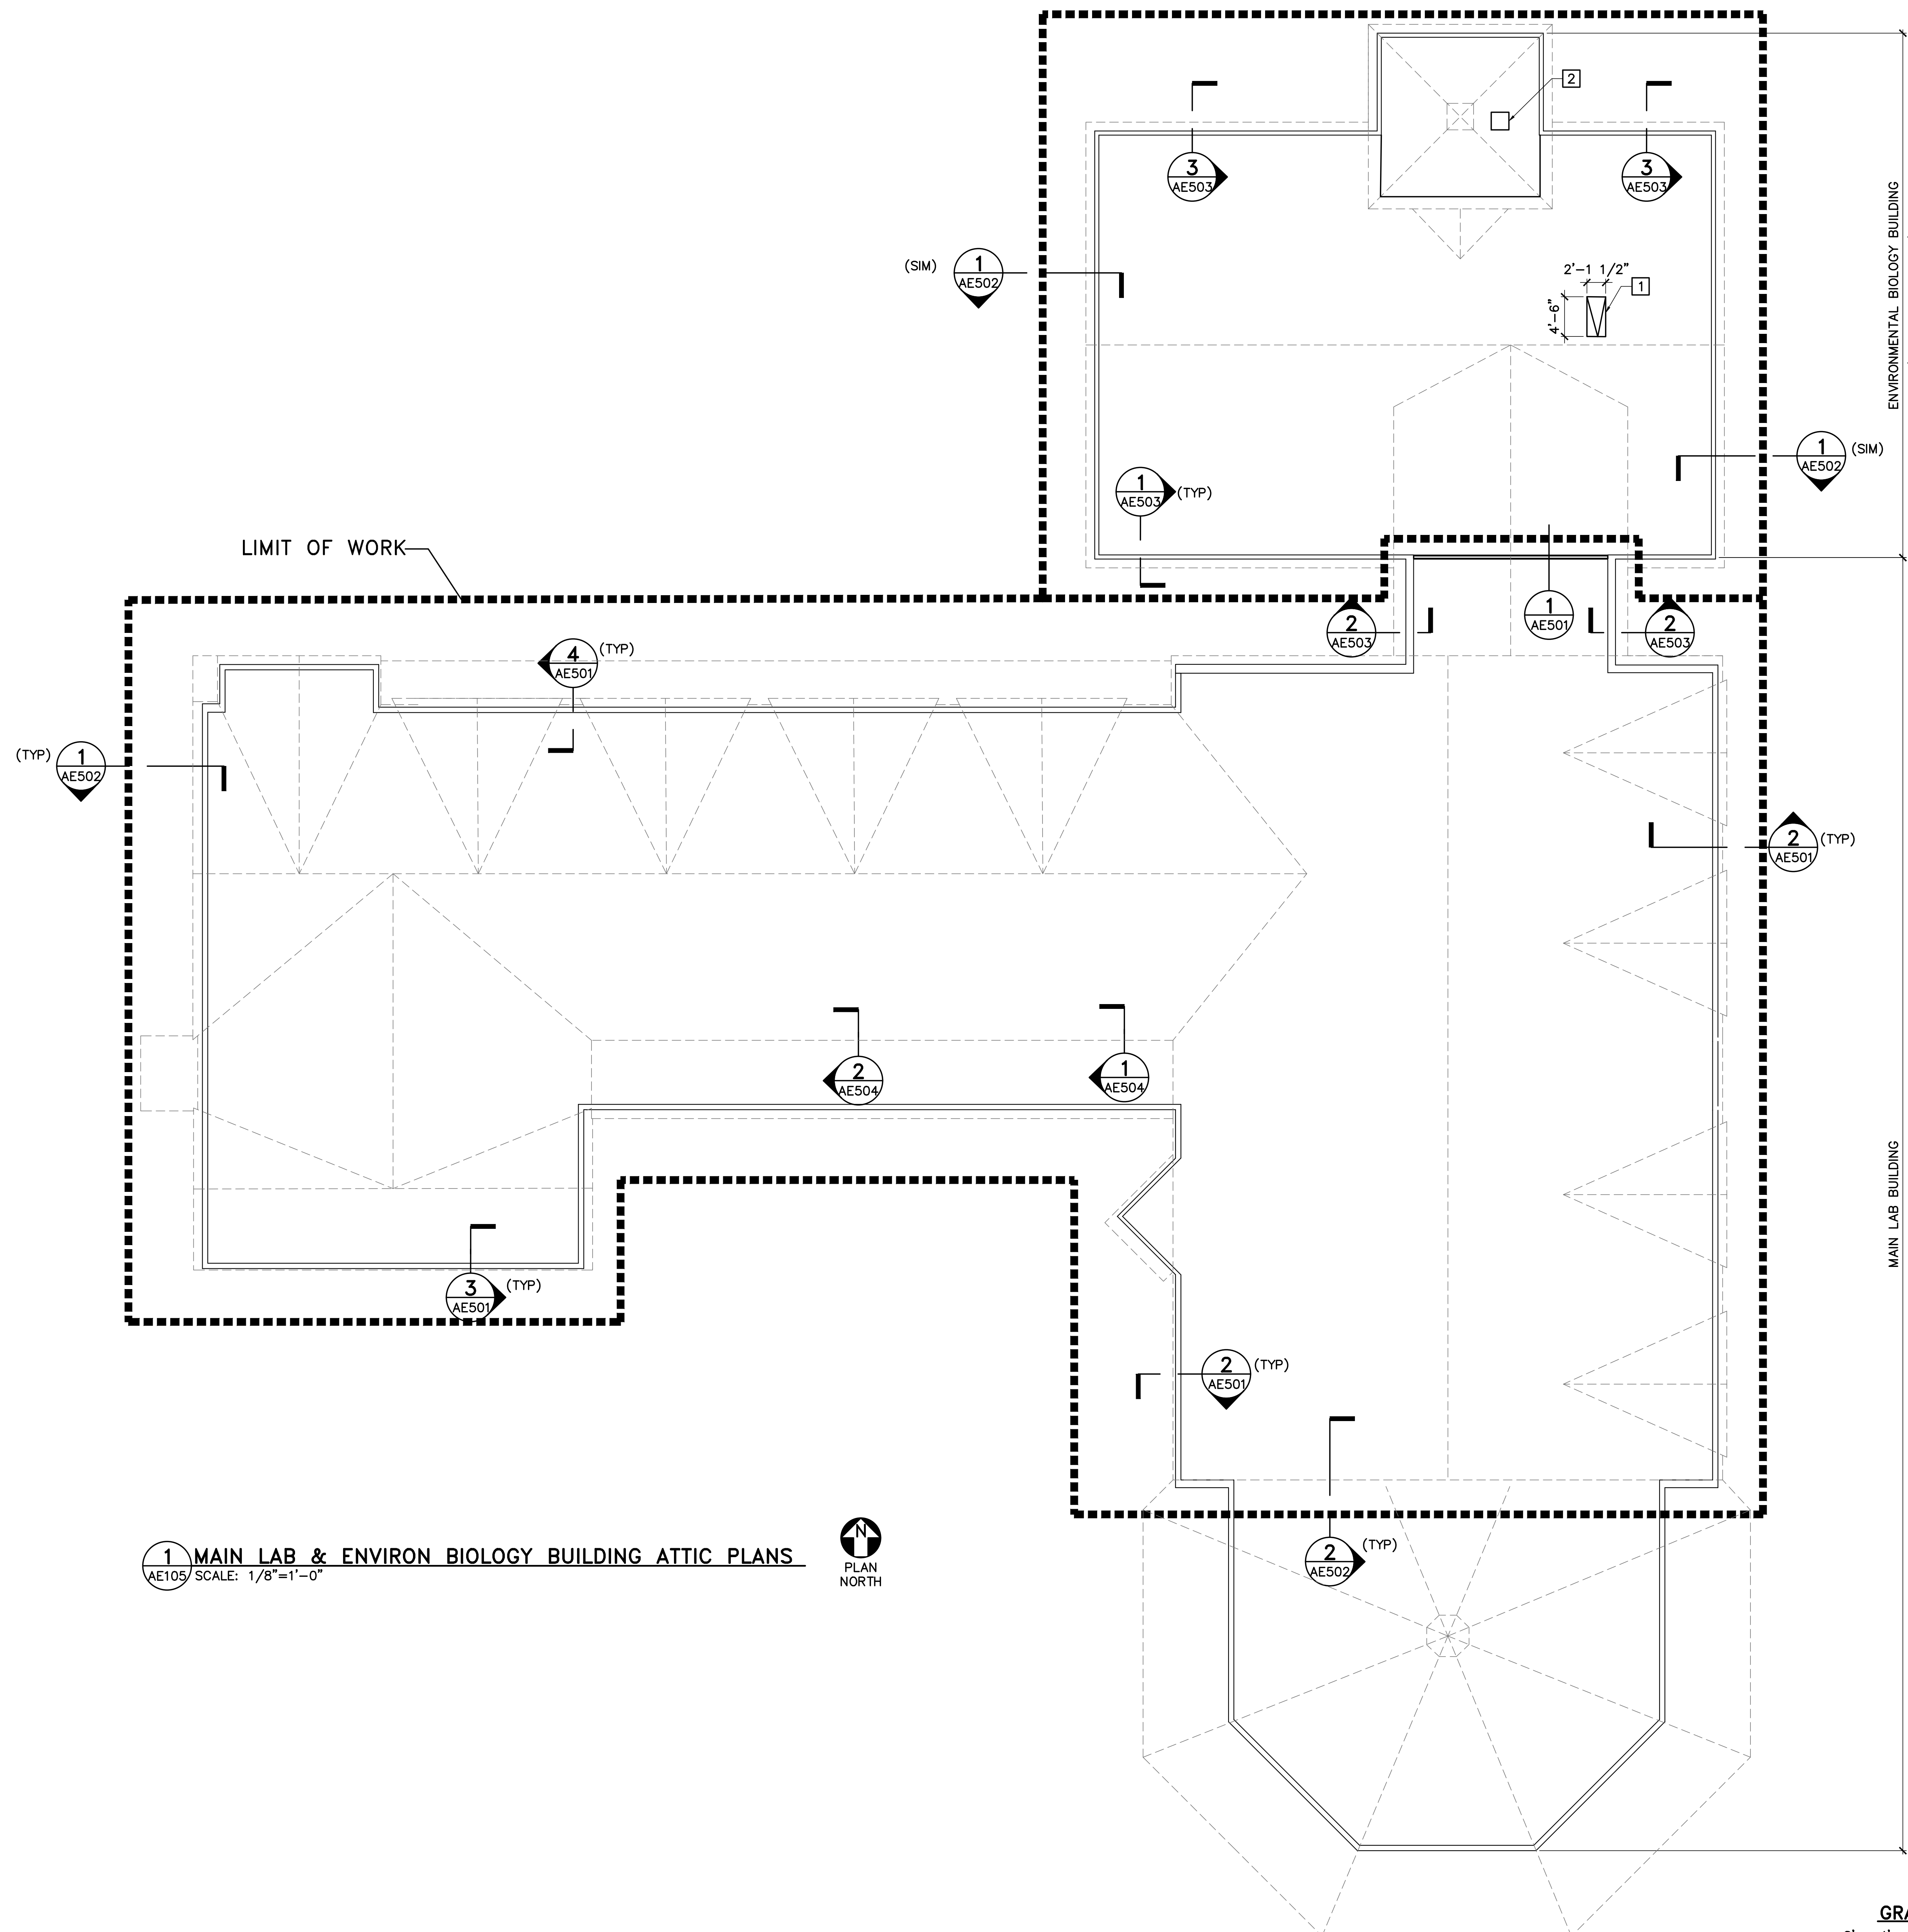 2
3
AE503
3
AE503
ENVIRONMENTAL BIOLOGY BUILDING
(SIM)
1
AE502
2'-1 1/2"
1
4'-6"
1
AE502
(SIM)
1
AE503
(TYP)
LIMIT OF WORK
2
AE503
1
AE501
2
AE503
4
AE501
(TYP)
(TYP)
1
AE502
2
AE501
(TYP)
2
AE504
1
AE504
MAIN LAB BUILDING
3
AE501
(TYP)
2
AE501
(TYP)
2
AE502
(TYP)
1
AE105
MAIN LAB & ENVIRON BIOLOGY BUILDING ATTIC PLANS
SCALE: 1/8"=1'-0"
N
PLAN
NORTH
GRA